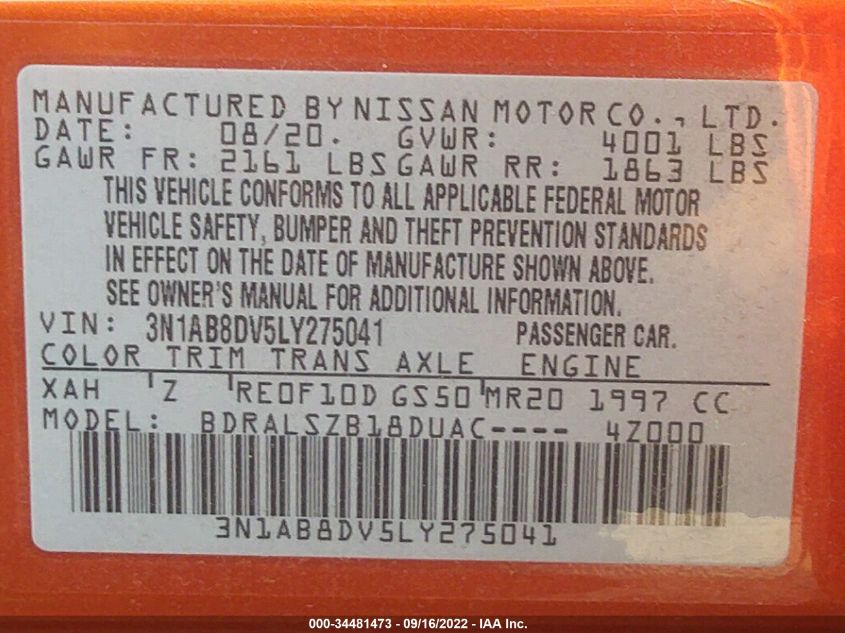 MANUFACTURED BY NISSAN MOTOR CO., LTD.
DATE: 08/20. GVWR: 4001 LBS
GAWR FR: 2161 LBS GAWR RR: 1863 LBS
THIS VEHICLE CONFORMS TO ALL APPLICABLE FEDERAL MOTOR
VEHICLE SAFETY, BUMPER AND THEFT PREVENTION STANDARDS
IN EFFECT ON THE DATE OF MANUFACTURE SHOWN ABOVE.
SEE OWNER'S MANUAL FOR ADDITIONAL INFORMATION.
VIN: 3N1AB8DV5LY275041 PASSENGER CAR.
COLOR TRIM TRANS AXLE ENGINE
XAH Z RE0F10D GS50 MR20 1997 CC
MODEL: BDRALSZB18DUAC---- 4Z000
3N1AB8DV5LY275041
000-34481473 - 09/16/2022 - IAA Inc.